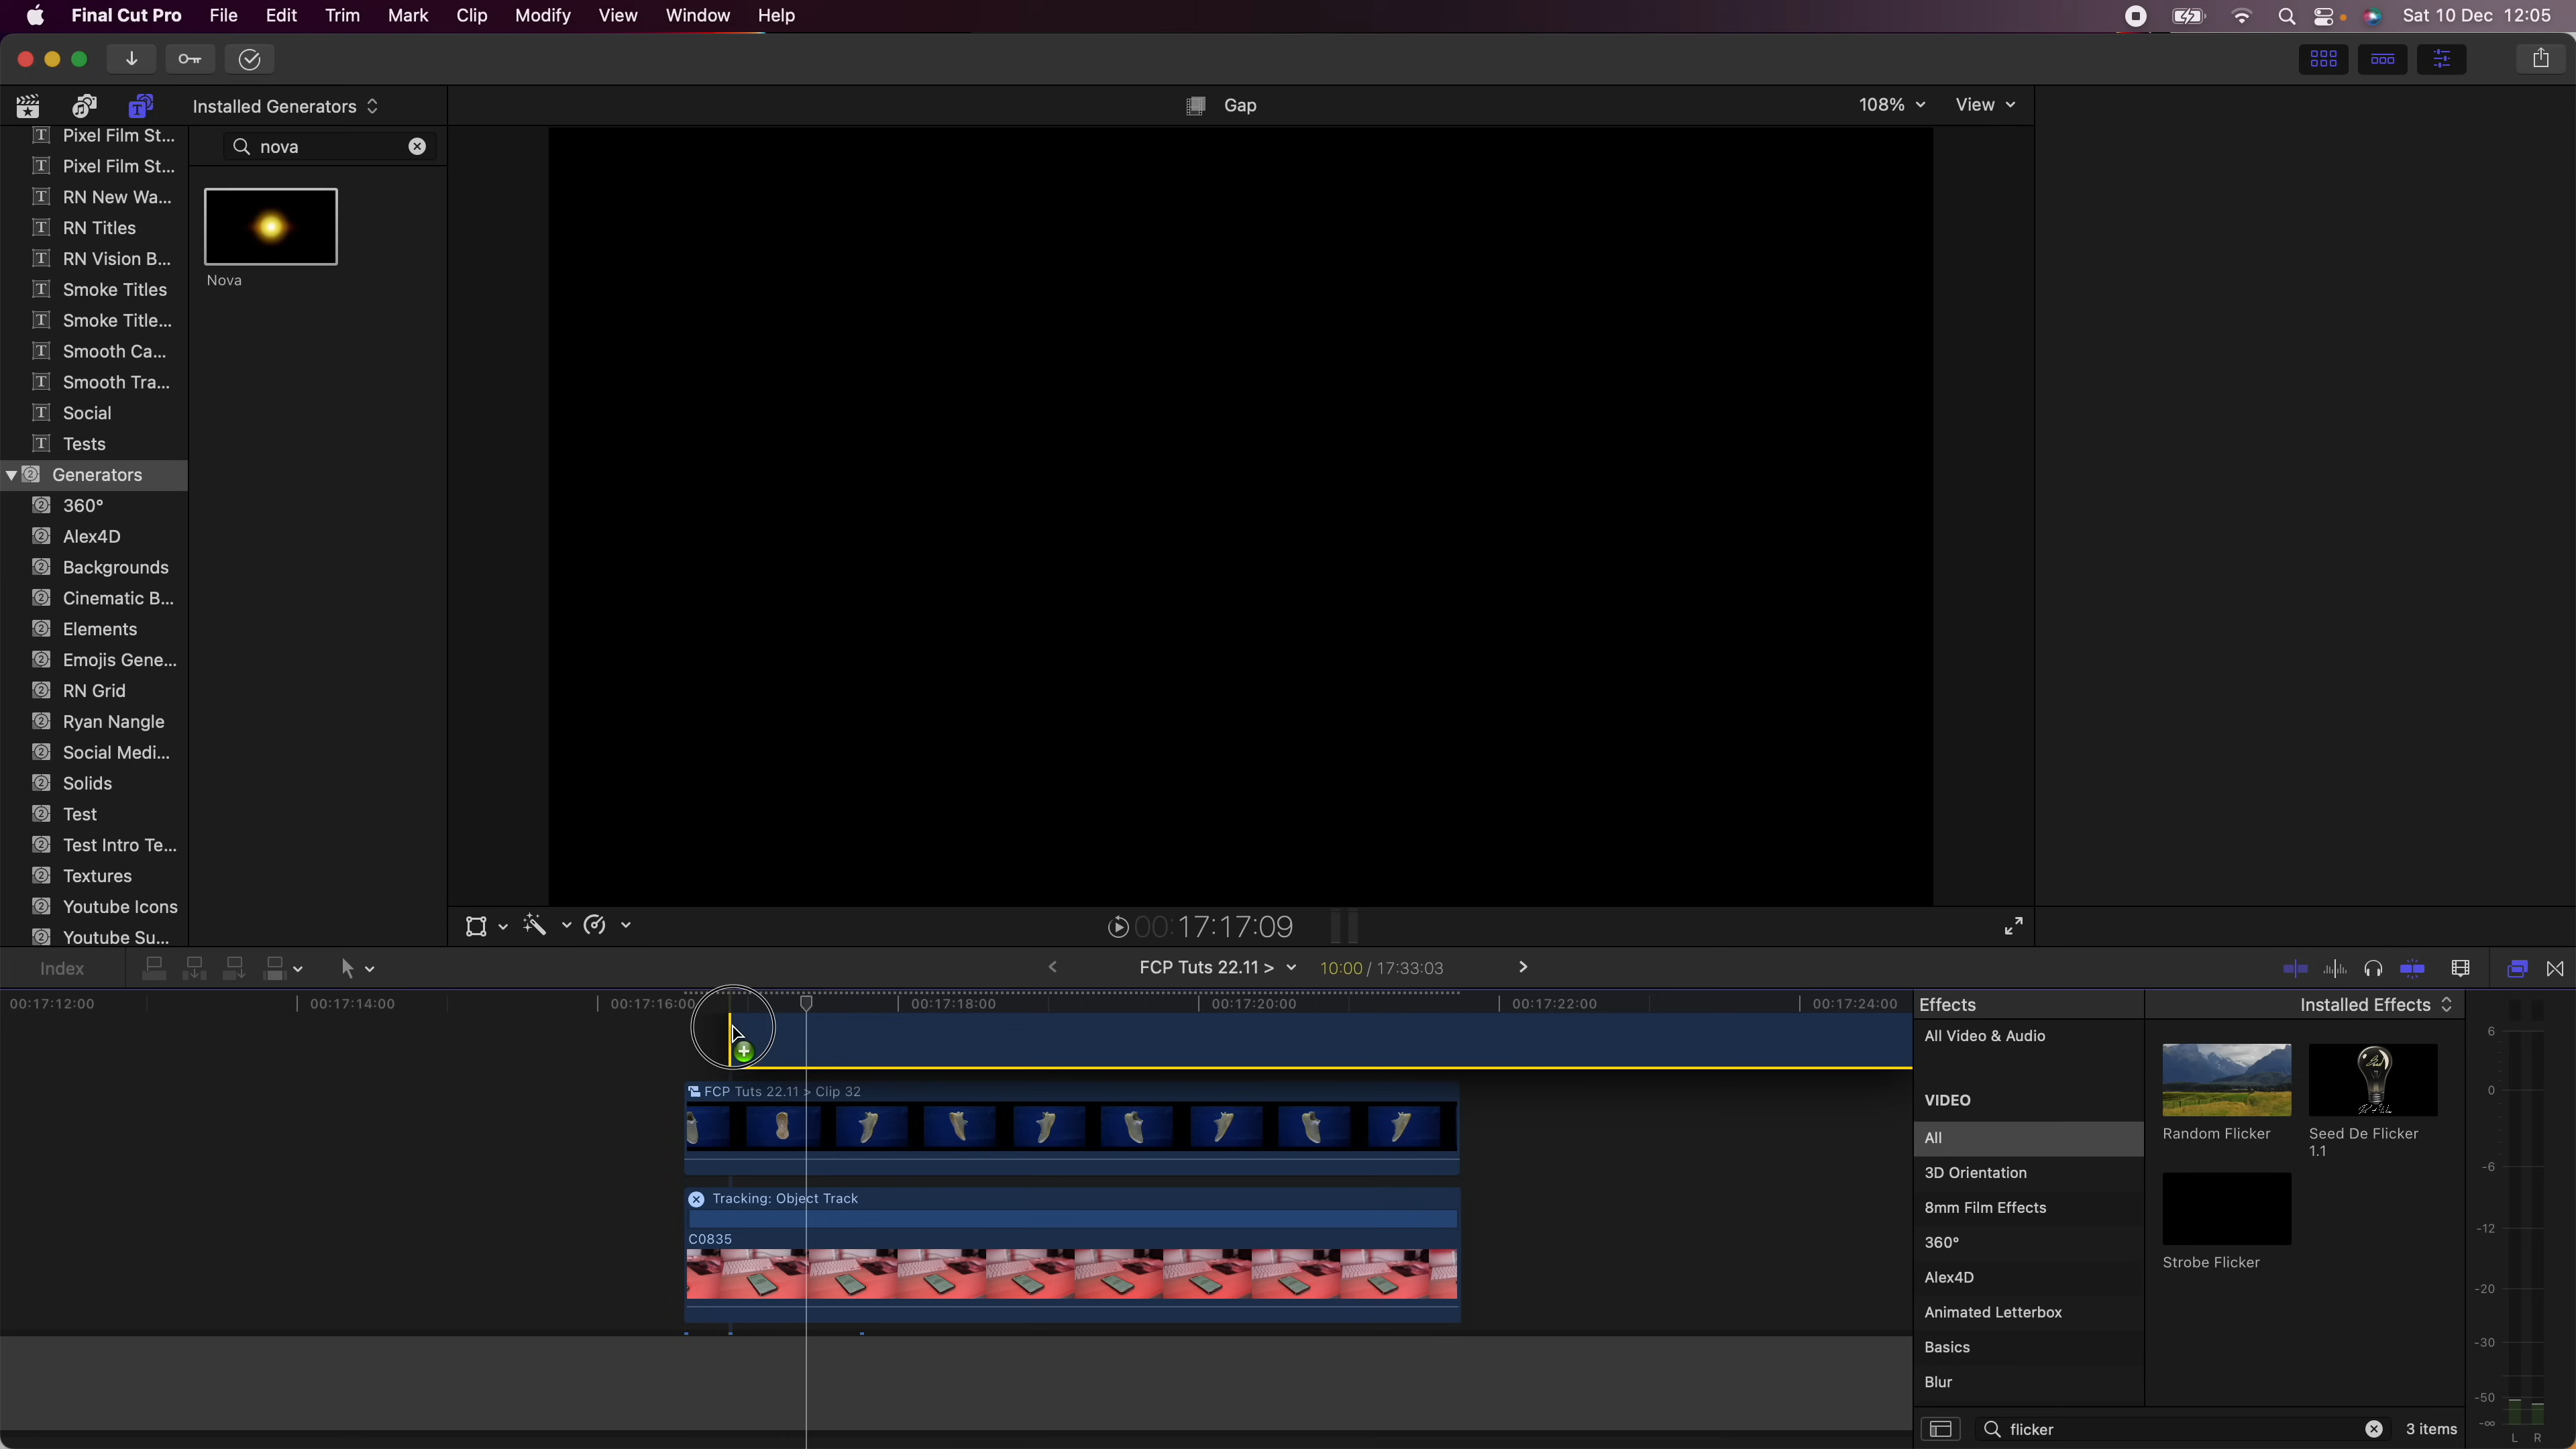 Final Cut Pro File Edit Trim Mark Clip Modify View Window Help Sat 10 Dec 12:05
Installed Generators
Gap
108% View
Pixel Film St...
nova
Pixel Film St...
RN New Wa...
RN Titles
RN Vision B...
Nova
Smoke Titles
Smoke Title...
Smooth Ca...
Smooth Tra...
Social
Tests
Generators
360°
Alex4D
Backgrounds
Cinematic B...
Elements
Emojis Gene...
RN Grid
Ryan Nangle
Social Medi...
Solids
Test
Test Intro Te...
Textures
Youtube Icons
Youtube Su...
00:17:17:09
Index
FCP Tuts 22.11 > 10:00 / 17:33:03
00:17:12:00 00:17:14:00 00:17:16:00 00:17:18:00 00:17:20:00 00:17:22:00 00:17:24:00
Effects Installed Effects
All Video & Audio
VIDEO
All
3D Orientation
8mm Film Effects
360°
Alex4D
Animated Letterbox
Basics
Blur
Random Flicker
Seed De Flicker
1.1
Strobe Flicker
FCP Tuts 22.11 > Clip 32
Tracking: Object Track
C0835
6
0
-6
-12
-20
-30
-50
-∞
L R
flicker
3 items